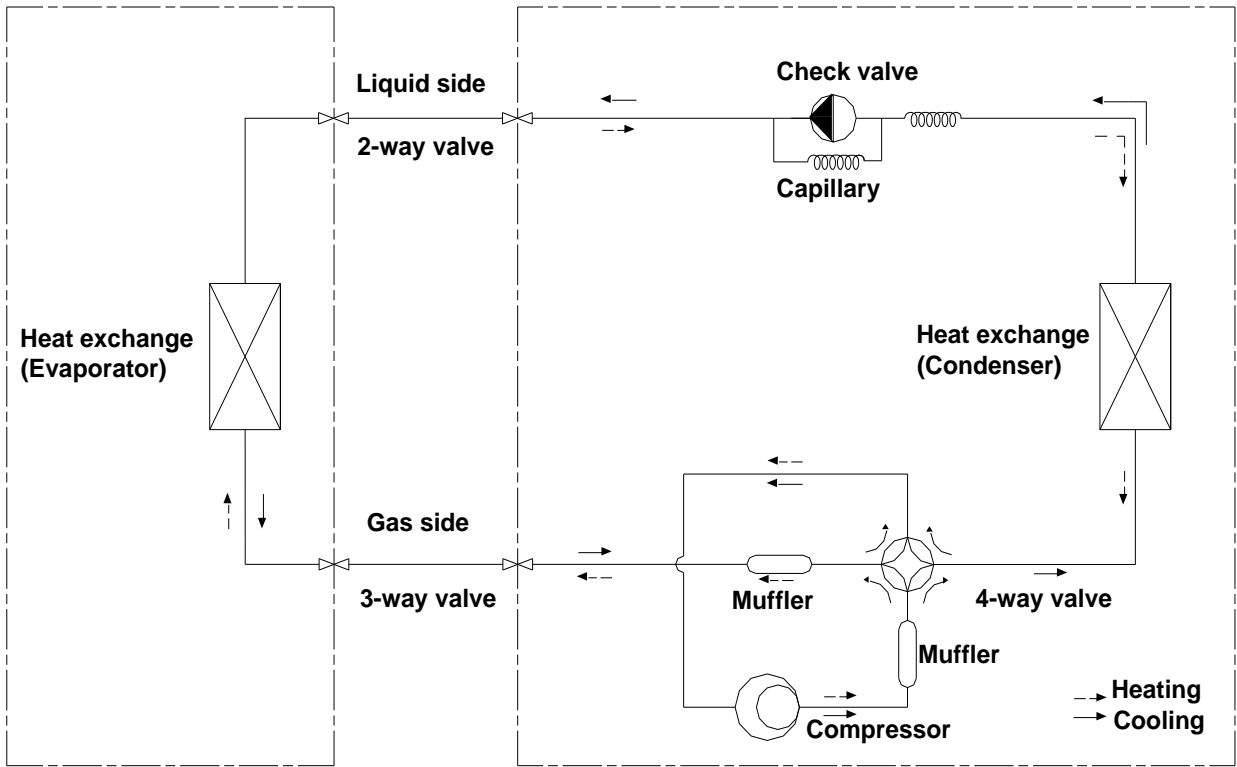 Liquid side
2-way valve
Check valve
Capillary
Heat exchange
(Evaporator)
Heat exchange
(Condenser)
Gas side
3-way valve
Muffler
4-way valve
Muffler
Compressor
Heating
Cooling